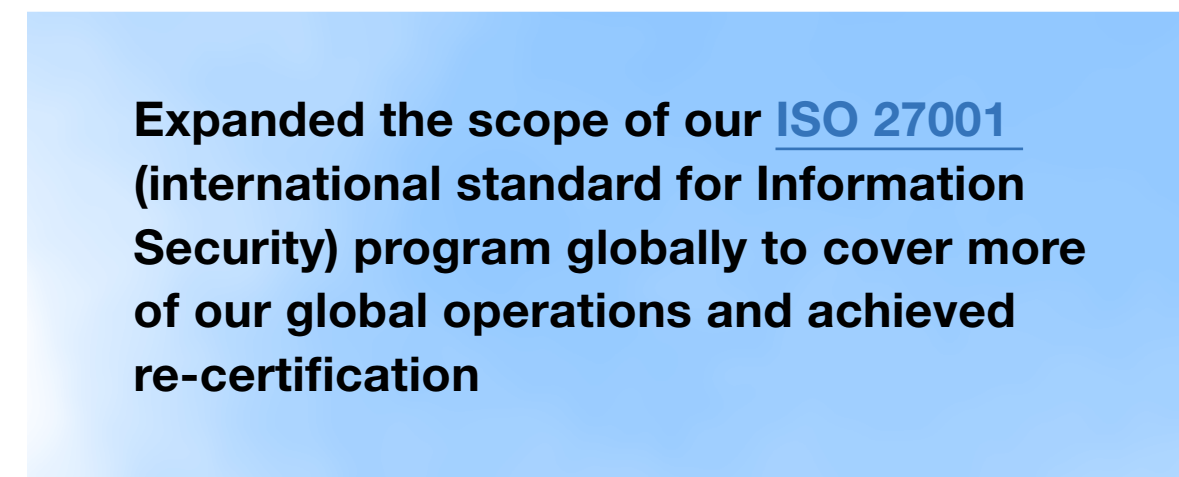 Expanded the scope of our ISO 27001
(international standard for Information
Security) program globally to cover more
of our global operations and achieved
re-certification